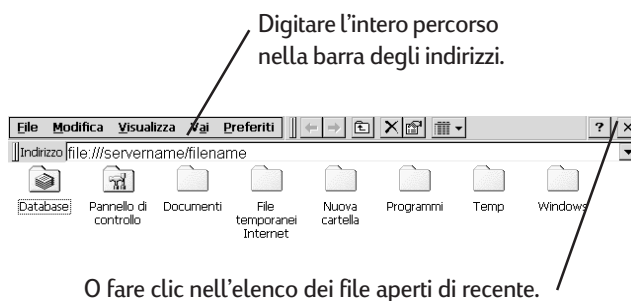 Digitare l'intero percorso
nella barra degli indirizzi.
File Modifica Visualizza Vai Preferiti ? ×
Indirizzo file:///servername/filename
Database Pannello di controllo Documenti File temporanei Internet Nuova cartella Programmi Temp Windows
O fare clic nell'elenco dei file aperti di recente.